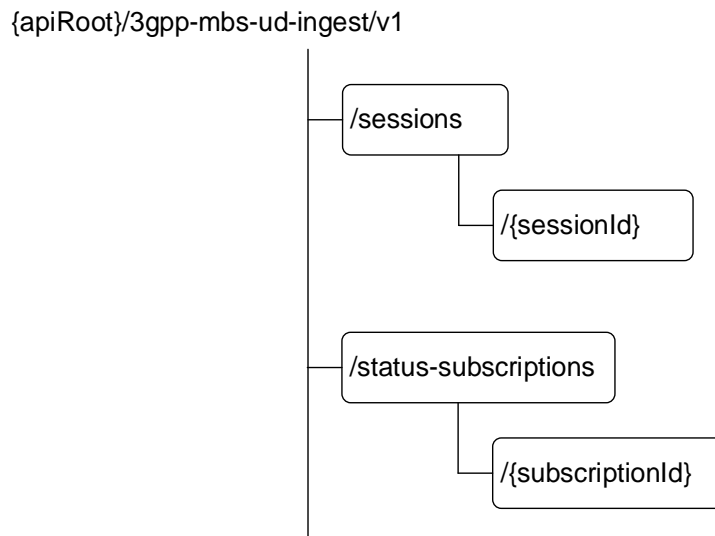 {apiRoot}/3gpp-mbs-ud-ingest/v1
/sessions
/{sessionId}
/status-subscriptions
/{subscriptionId}